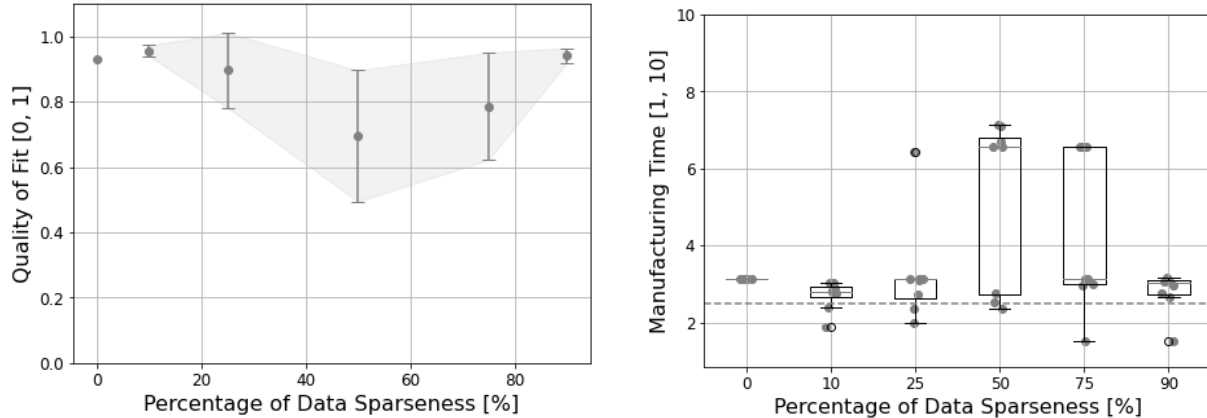 1.0
0.8
0.6
0.4
0.2
0.0
Quality of Fit [0, 1]
0 20 40 60 80
Percentage of Data Sparseness [%]
10
8
6
4
2
Manufacturing Time [1, 10]
0 10 25 50 75 90
Percentage of Data Sparseness [%]